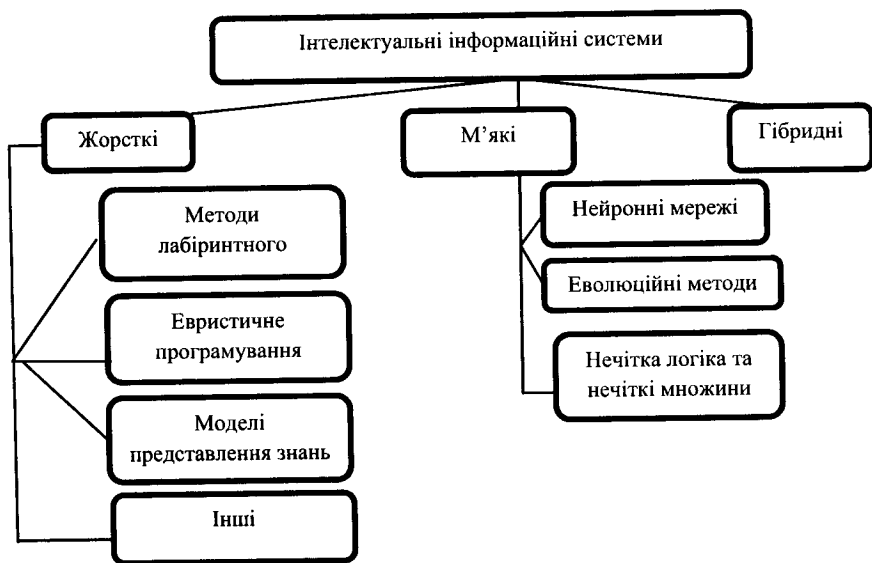 Інтелектуальні інформаційні системи
Жорсткі
М'які
Гібридні
Методи
лабіринтного
Евристичне
програмування
Моделі
представлення знань
Інші
Нейронні мережі
Еволюційні методи
Нечітка логіка та
нечіткі множини